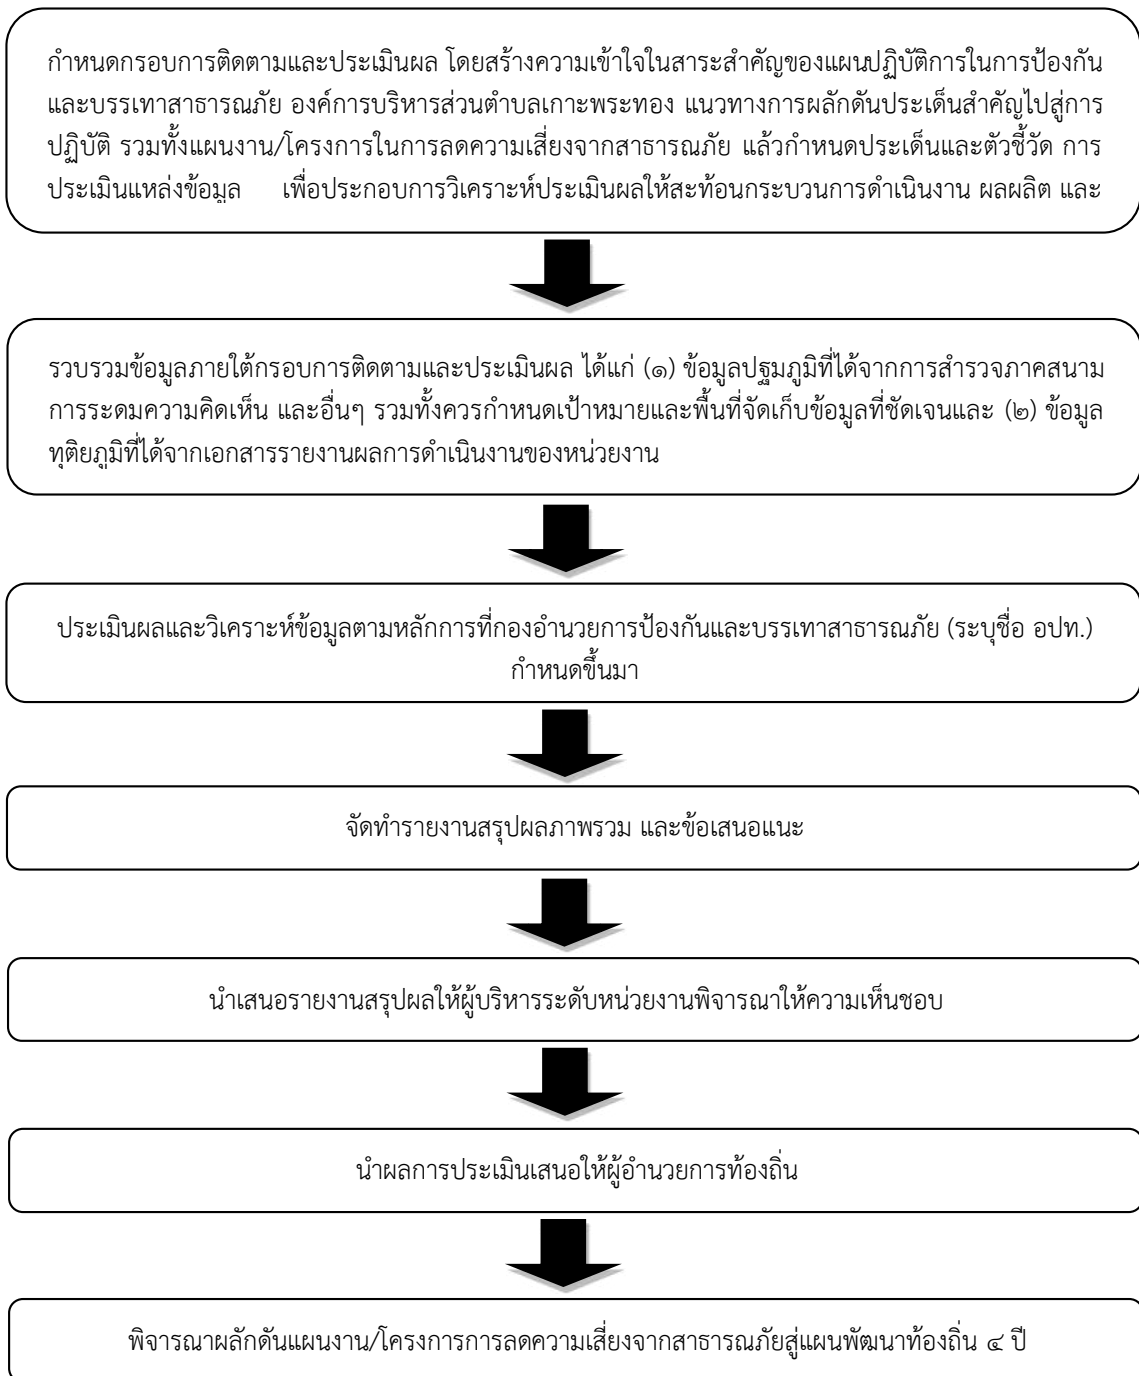 กำหนดกรอบการติดตามและประเมินผล โดยสร้างความเข้าใจในสาระสำคัญของแผนปฏิบัติการในการป้องกัน
และบรรเทาสาธารณภัย องค์การบริหารส่วนตำบลเกาะพระทอง แนวทางการผลักดันประเด็นสำคัญไปสู่การ
ปฏิบัติ รวมทั้งแผนงาน/โครงการในการลดความเสี่ยงจากสาธารณภัย แล้วกำหนดประเด็นและตัวชี้วัด การ
ประเมินแหล่งข้อมูล เพื่อประกอบการวิเคราะห์ประเมินผลให้สะท้อนกระบวนการดำเนินงาน ผลผลิต และ
รวบรวมข้อมูลภายใต้กรอบการติดตามและประเมินผล ได้แก่ (๑) ข้อมูลปฐมภูมิที่ได้จากการสำรวจภาคสนาม
การระดมความคิดเห็น และอื่นๆ รวมทั้งควรกำหนดเป้าหมายและพื้นที่จัดเก็บข้อมูลที่ชัดเจนและ (๒) ข้อมูล
ทุติยภูมิที่ได้จากเอกสารรายงานผลการดำเนินงานของหน่วยงาน
ประเมินผลและวิเคราะห์ข้อมูลตามหลักการที่กองอำนวยการป้องกันและบรรเทาสาธารณภัย (ระบุชื่อ อปท.)
กำหนดขึ้นมา
จัดทำรายงานสรุปผลภาพรวม และข้อเสนอแนะ
นำเสนอรายงานสรุปผลให้ผู้บริหารระดับหน่วยงานพิจารณาให้ความเห็นชอบ
นำผลการประเมินเสนอให้ผู้อำนวยการท้องถิ่น
พิจารณาผลักดันแผนงาน/โครงการการลดความเสี่ยงจากสาธารณภัยสู่แผนพัฒนาท้องถิ่น ๔ ปี